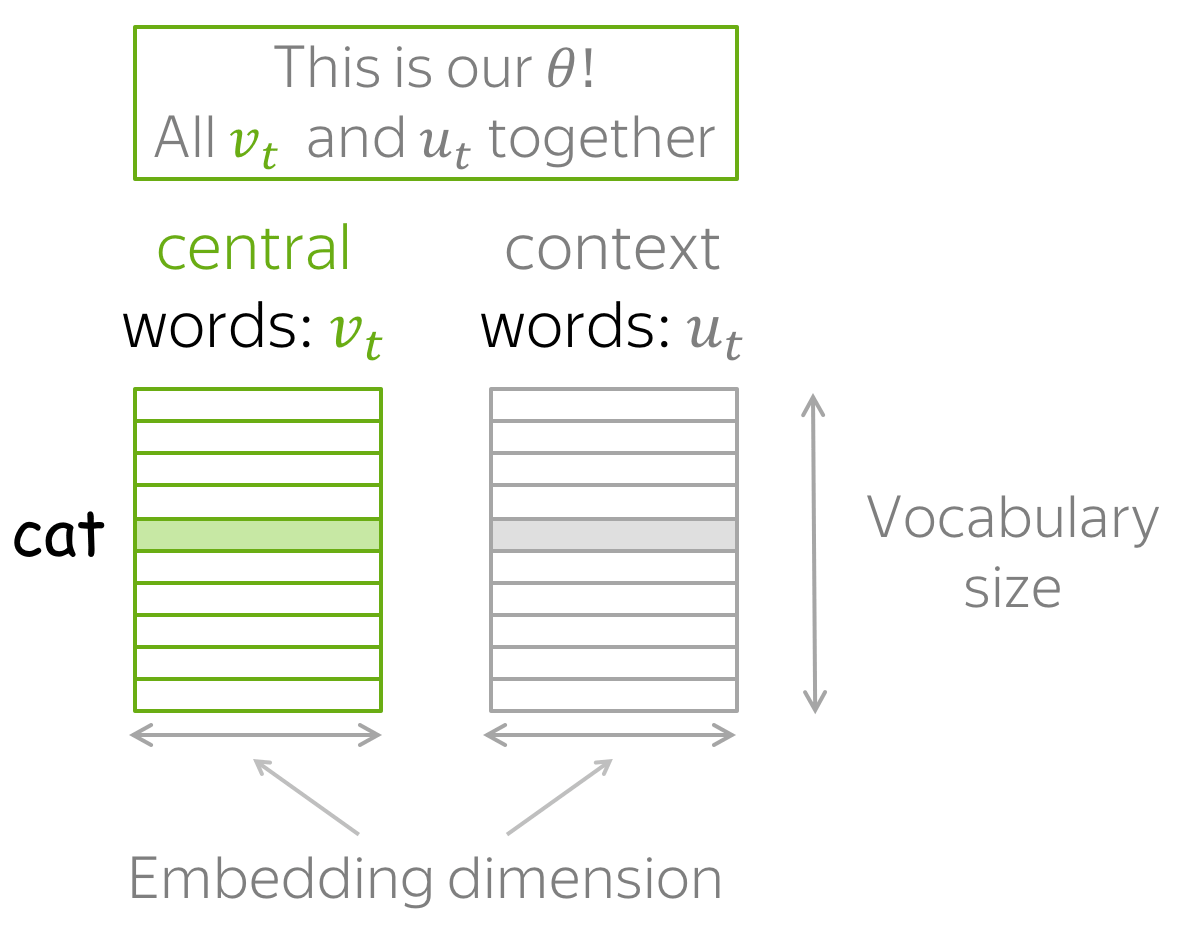 This is our θ!
All vₜ and uₜ together
central context
words: vₜ words: uₜ
cat
Vocabulary
size
Embedding dimension